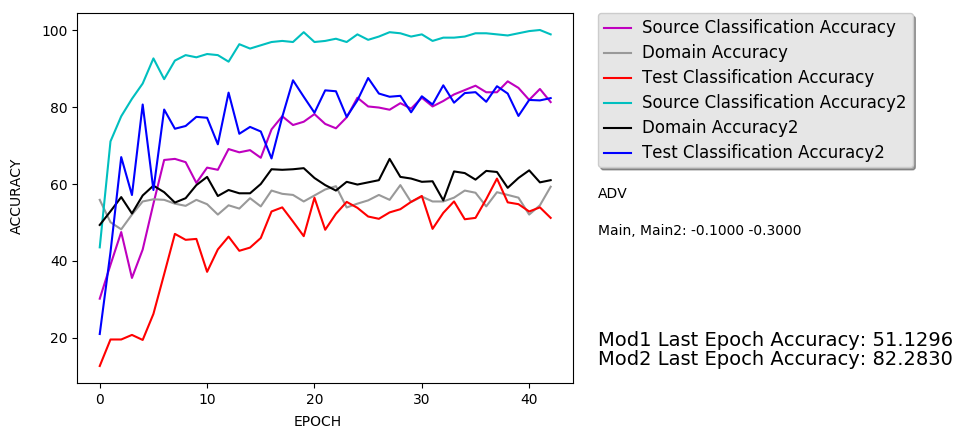 100
80
60
40
20
ACCURACY
0
10
20
30
40
EPOCH
Source Classification Accuracy
Domain Accuracy
Test Classification Accuracy
Source Classification Accuracy2
Domain Accuracy2
Test Classification Accuracy2
ADV
Main, Main2: -0.1000 -0.3000
Mod1 Last Epoch Accuracy: 51.1296
Mod2 Last Epoch Accuracy: 82.2830